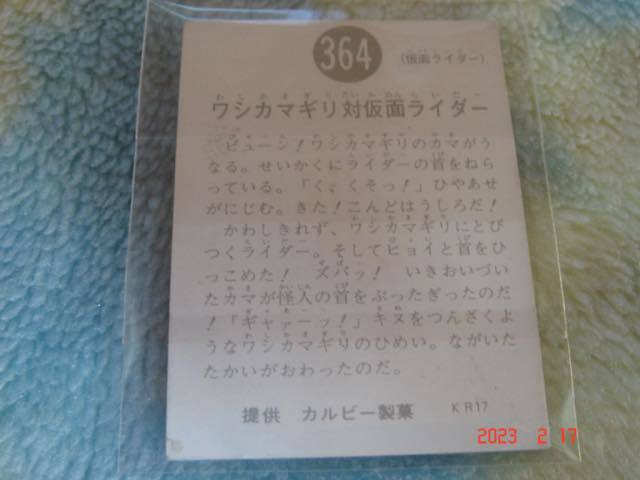 364
(仮面ライダー)
ワシカマギリ対仮面ライダー
ビューン!ワシカマギリのカマがう
なる。せいかくにライダーの首をねら
っている。「く、くそっ!」ひやあせ
がにじむ。きた!こんどはうしろだ!
かわしきれず、ワシカマギリにとび
つくライダー。そしてヒョイと首をひ
っこめた! ズバッ! いきおいづい
たカマが怪人の首をぶったぎったのだ
!「ギャァーッ!」キヌをつんざくよ
うなワシカマギリのひめい。ながいた
たかいがおわったのだ。
提供 カルビー製菓 KR17
2023 2 17